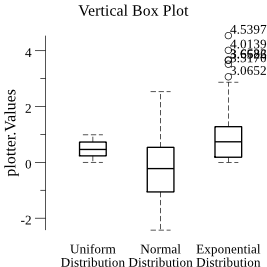 Vertical Box Plot
plotter.Values
4
2
0
-2
4.5397
4.0139
3.0652
Uniform Distribution
Normal Distribution
Exponential Distribution